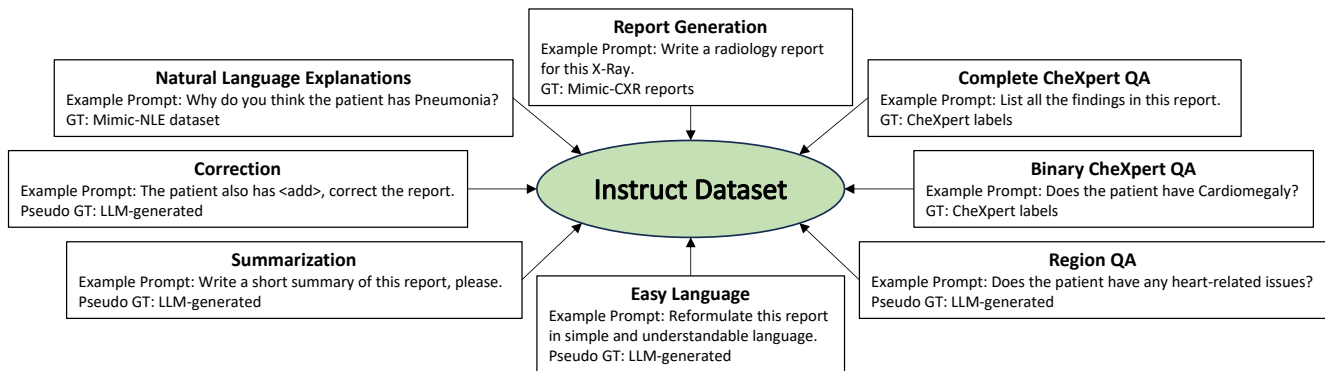 Report Generation
Example Prompt: Write a radiology report
for this X-Ray.
GT: Mimic-CXR reports
Natural Language Explanations
Example Prompt: Why do you think the patient has Pneumonia?
GT: Mimic-NLE dataset
Complete CheXpert QA
Example Prompt: List all the findings in this report.
GT: CheXpert labels
Correction
Example Prompt: The patient also has <add>, correct the report.
Pseudo GT: LLM-generated
Instruct Dataset
Binary CheXpert QA
Example Prompt: Does the patient have Cardiomegaly?
GT: CheXpert labels
Summarization
Example Prompt: Write a short summary of this report, please.
Pseudo GT: LLM-generated
Easy Language
Example Prompt: Reformulate this report
in simple and understandable language.
Pseudo GT: LLM-generated
Region QA
Example Prompt: Does the patient have any heart-related issues?
Pseudo GT: LLM-generated